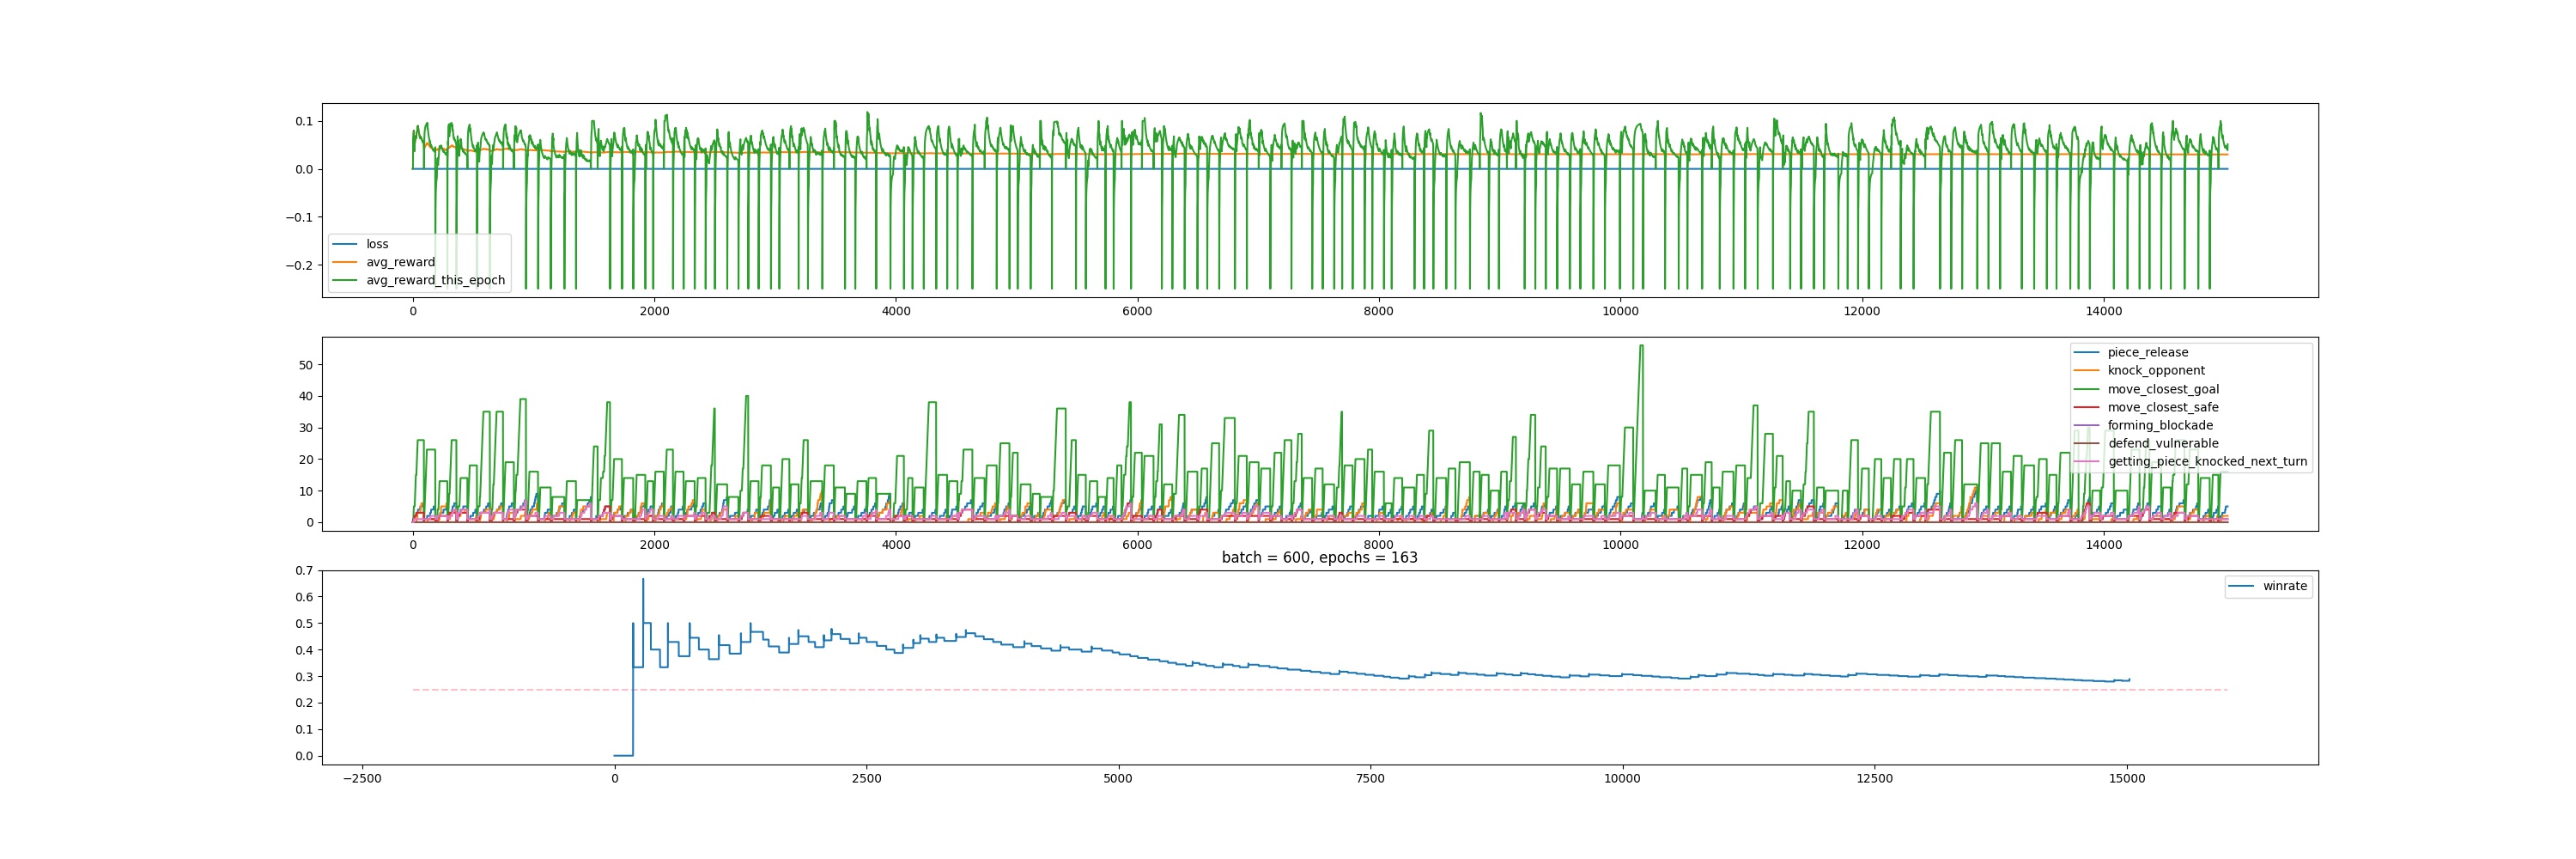 0.1
0.0
−0.1
−0.2
loss
avg_reward
avg_reward_this_epoch
0 2000 4000 6000 8000 10000 12000 14000
50
40
30
20
10
0
piece_release
knock_opponent
move_closest_goal
move_closest_safe
forming_blockade
defend_vulnerable
getting_piece_knocked_next_turn
0 2000 4000 6000 8000 10000 12000 14000
batch = 600, epochs = 163
0.7
0.6
0.5
0.4
0.3
0.2
0.1
0.0
winrate
−2500 0 2500 5000 7500 10000 12500 15000